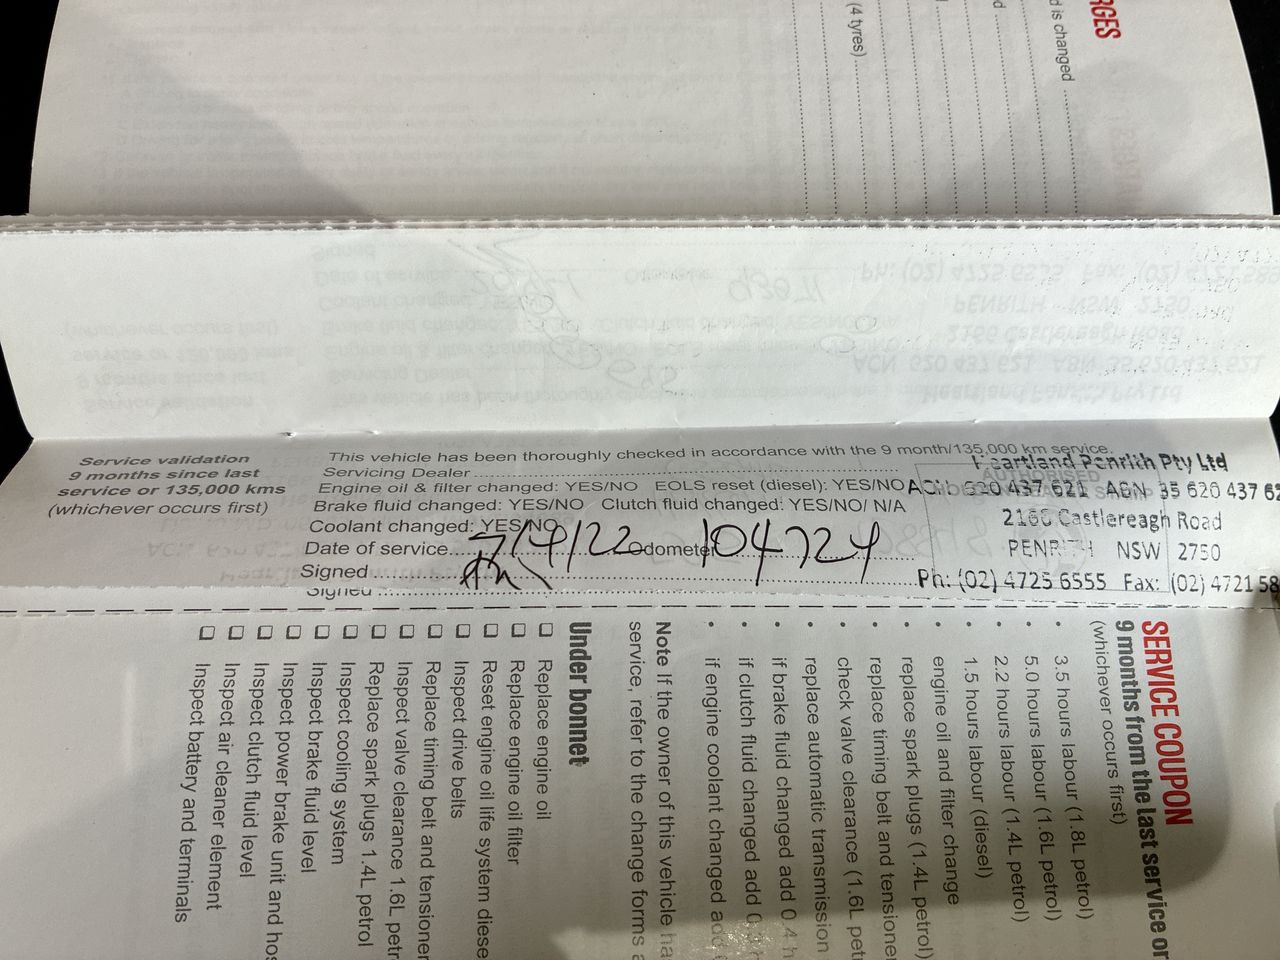 RGES
d is changed
d
(4 tyres)
Service validation
9 months since last
service or 135,000 kms
(whichever occurs first)
This vehicle has been thoroughly checked in accordance with the 9 month/135,000 km service.
Servicing Dealer
Engine oil & filter changed: YES/NO EOLS reset (diesel): YES/NO
Brake fluid changed: YES/NO Clutch fluid changed: YES/NO/ N/A
Coolant changed: YES/NO
Date of service 7/4/22 odometer 104724
Signed
Signed
Heartland Penrith Pty Ltd
ACN 620 437 621 ABN 35 620 437 62
2166 Castlereagh Road
PENRITH NSW 2750
Ph: (02) 4725 6555 Fax: (02) 4721 58
SERVICE COUPON
9 months from the last service or
(whichever occurs first)
• 3.5 hours labour (1.8L petrol)
• 5.0 hours labour (1.6L petrol)
• 2.2 hours labour (1.4L petrol)
• 1.5 hours labour (diesel)
• engine oil and filter change
• replace spark plugs (1.4L petrol)
• replace timing belt and tensioner
• check valve clearance (1.6L petr
• replace automatic transmission
• if brake fluid changed add 0.4 h
• if clutch fluid changed add 0
• if engine coolant changed add
Note If the owner of this vehicle ha
service, refer to the change forms a
Under bonnet
❑ Replace engine oil
❑ Replace engine oil filter
❑ Reset engine oil life system diese
❑ Inspect drive belts
❑ Replace timing belt and tensioner
❑ Inspect valve clearance 1.6L petr
❑ Replace spark plugs 1.4L petrol
❑ Inspect cooling system
❑ Inspect brake fluid level
❑ Inspect power brake unit and hos
❑ Inspect clutch fluid level
❑ Inspect air cleaner element
❑ Inspect battery and terminals